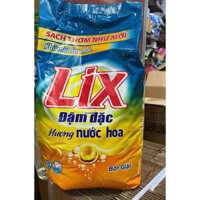 SẠCH THƠM NHƯ MỚI
Lix
Đậm đặc
Hương nước hoa
Bột Giặt